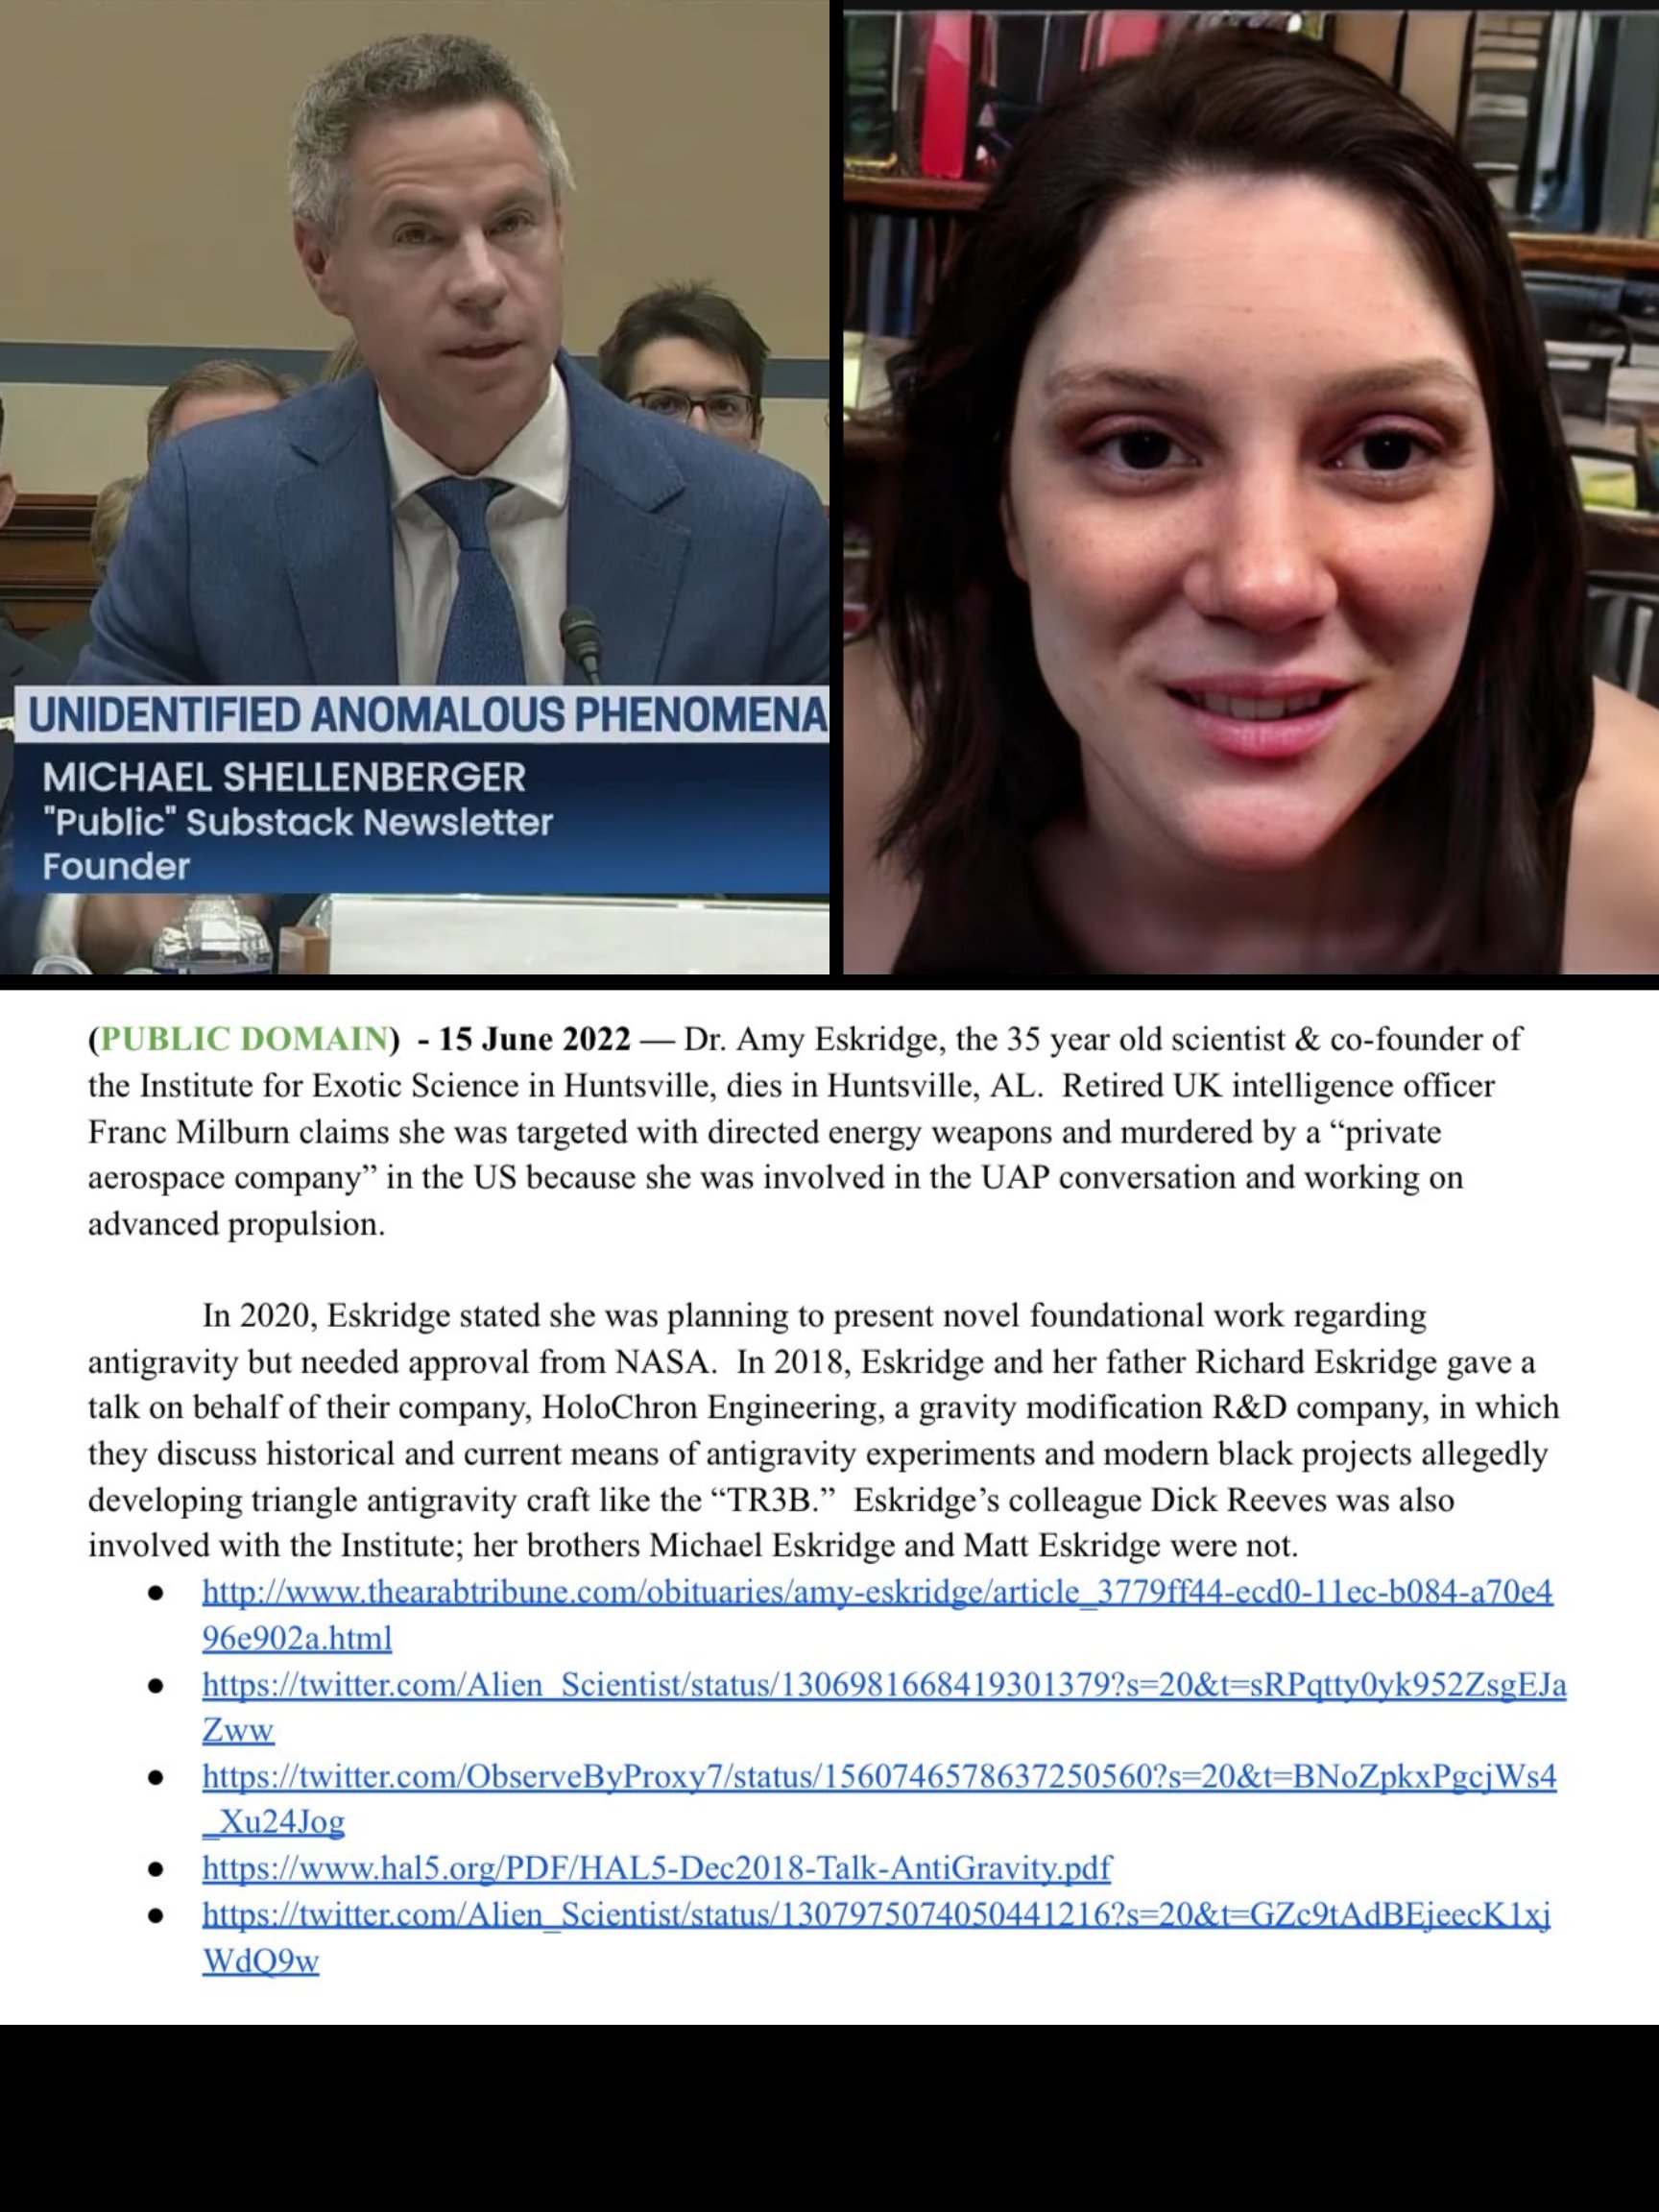 UNIDENTIFIED ANOMALOUS PHENOMENA
MICHAEL SHELLENBERGER
"Public" Substack Newsletter
Founder
(PUBLIC DOMAIN) - 15 June 2022 — Dr. Amy Eskridge, the 35 year old scientist & co-founder of
the Institute for Exotic Science in Huntsville, dies in Huntsville, AL. Retired UK intelligence officer
Franc Milburn claims she was targeted with directed energy weapons and murdered by a “private
aerospace company” in the US because she was involved in the UAP conversation and working on
advanced propulsion.
In 2020, Eskridge stated she was planning to present novel foundational work regarding
antigravity but needed approval from NASA. In 2018, Eskridge and her father Richard Eskridge gave a
talk on behalf of their company, HoloChron Engineering, a gravity modification R&D company, in which
they discuss historical and current means of antigravity experiments and modern black projects allegedly
developing triangle antigravity craft like the “TR3B.” Eskridge’s colleague Dick Reeves was also
involved with the Institute; her brothers Michael Eskridge and Matt Eskridge were not.
● http://www.thearabtribune.com/obituaries/amy-eskridge/article_3779ff44-ecd0-11ec-b084-a70e4
96e902a.html
● https://twitter.com/Alien_Scientist/status/1306981668419301379?s=20&t=sRPqtty0yk952ZsgEJa
Zww
● https://twitter.com/ObserveByProxy7/status/1560746578637250560?s=20&t=BNoZpkxPgcjWs4
_Xu24Jog
● https://www.hal5.org/PDF/HAL5-Dec2018-Talk-AntiGravity.pdf
● https://twitter.com/Alien_Scientist/status/1307975074050441216?s=20&t=GZc9tAdBEjeecK1xj
WdQ9w